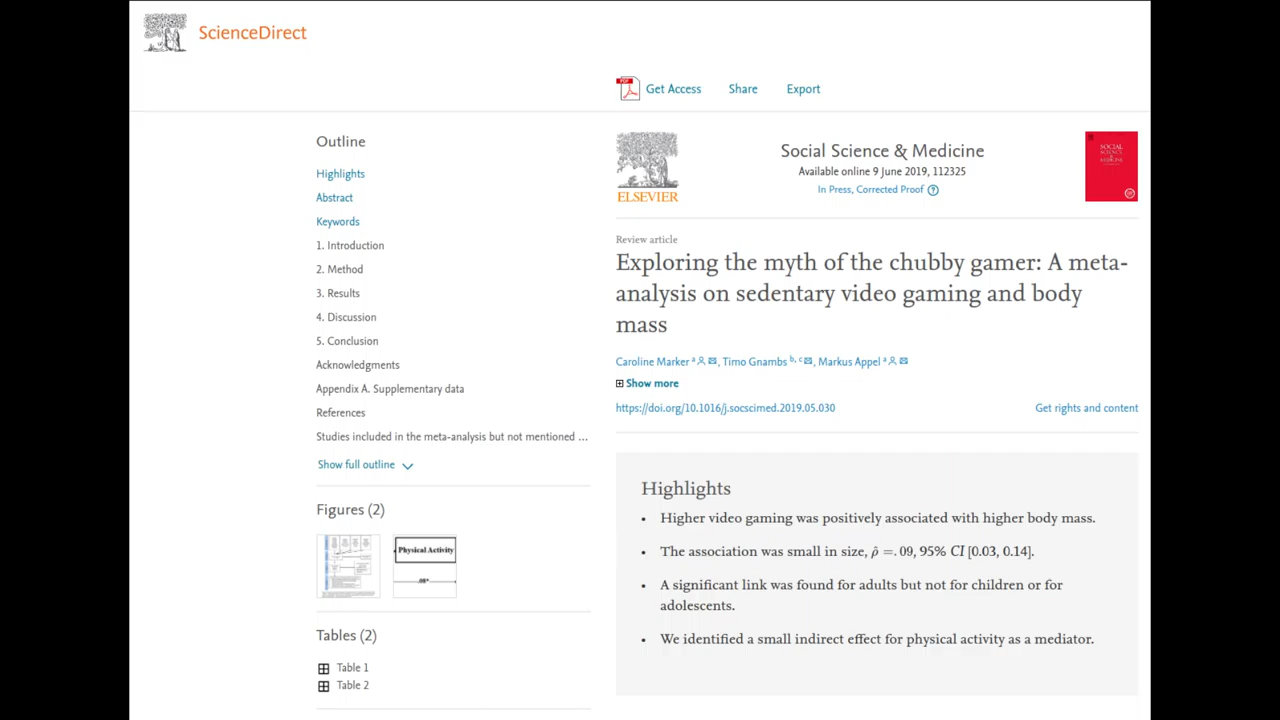 ScienceDirect
Get Access Share Export
Outline
Highlights
Abstract
Keywords
1. Introduction
2. Method
3. Results
4. Discussion
5. Conclusion
Acknowledgments
Appendix A. Supplementary data
References
Studies included in the meta-analysis but not mentioned ...
Show full outline
Figures (2)
Physical Activity
Tables (2)
Table 1
Table 2
ELSEVIER
Social Science & Medicine
Available online 9 June 2019, 112325
In Press, Corrected Proof ?
SOCIAL
SCIENCE
& MEDICINE
Review article
Exploring the myth of the chubby gamer: A meta-
analysis on sedentary video gaming and body
mass
Caroline Marker a, Timo Gnambs b, c, Markus Appel a
Show more
https://doi.org/10.1016/j.socscimed.2019.05.030
Get rights and content
Highlights
• Higher video gaming was positively associated with higher body mass.
• The association was small in size, ρ̂ =. 09, 95% CI [0.03, 0.14].
• A significant link was found for adults but not for children or for
adolescents.
• We identified a small indirect effect for physical activity as a mediator.